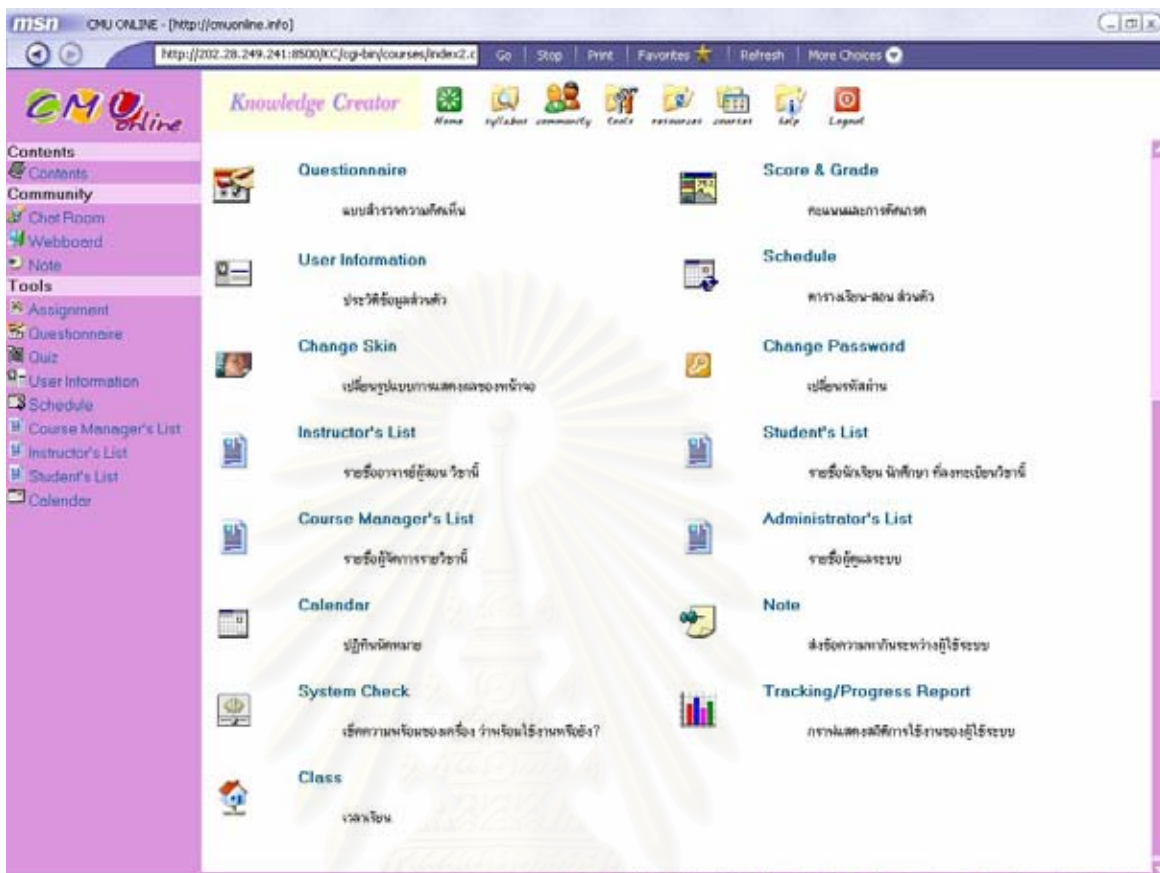 msn CMU ONLINE - [http://cmuonline.info]
http://202.28.249.241:8500/KC/cgi-bin/courses/index2.c Go Stop Print Favorites Refresh More Choices
CMU Online
Knowledge Creator
Home syllabus community tools resources courses help Logout
Contents
Contents
Community
Chat Room
Webboard
Note
Tools
Assignment
Questionnaire
Quiz
User Information
Schedule
Course Manager's List
Instructor's List
Student's List
Calendar
Questionnaire
แบบสำรวจความคิดเห็น
Score & Grade
คะแนนและการตัดเกรด
User Information
ประวัติข้อมูลส่วนตัว
Schedule
ตารางเรียน-สอน ส่วนตัว
Change Skin
เปลี่ยนรูปแบบการแสดงผลของหน้าจอ
Change Password
เปลี่ยนรหัสผ่าน
Instructor's List
รายชื่ออาจารย์ผู้สอน วิชานี้
Student's List
รายชื่อนักเรียน นักศึกษา ที่ลงทะเบียนวิชานี้
Course Manager's List
รายชื่อผู้จัดการรายวิชานี้
Administrator's List
รายชื่อผู้ดูแลระบบ
Calendar
ปฏิทินนัดหมาย
Note
ส่งข้อความหากันระหว่างผู้ใช้ระบบ
System Check
เช็คความพร้อมของเครื่อง ว่าพร้อมใช้งานหรือยัง?
Tracking/Progress Report
กราฟแสดงสถิติการใช้งานของผู้ใช้ระบบ
Class
เวลาเรียน